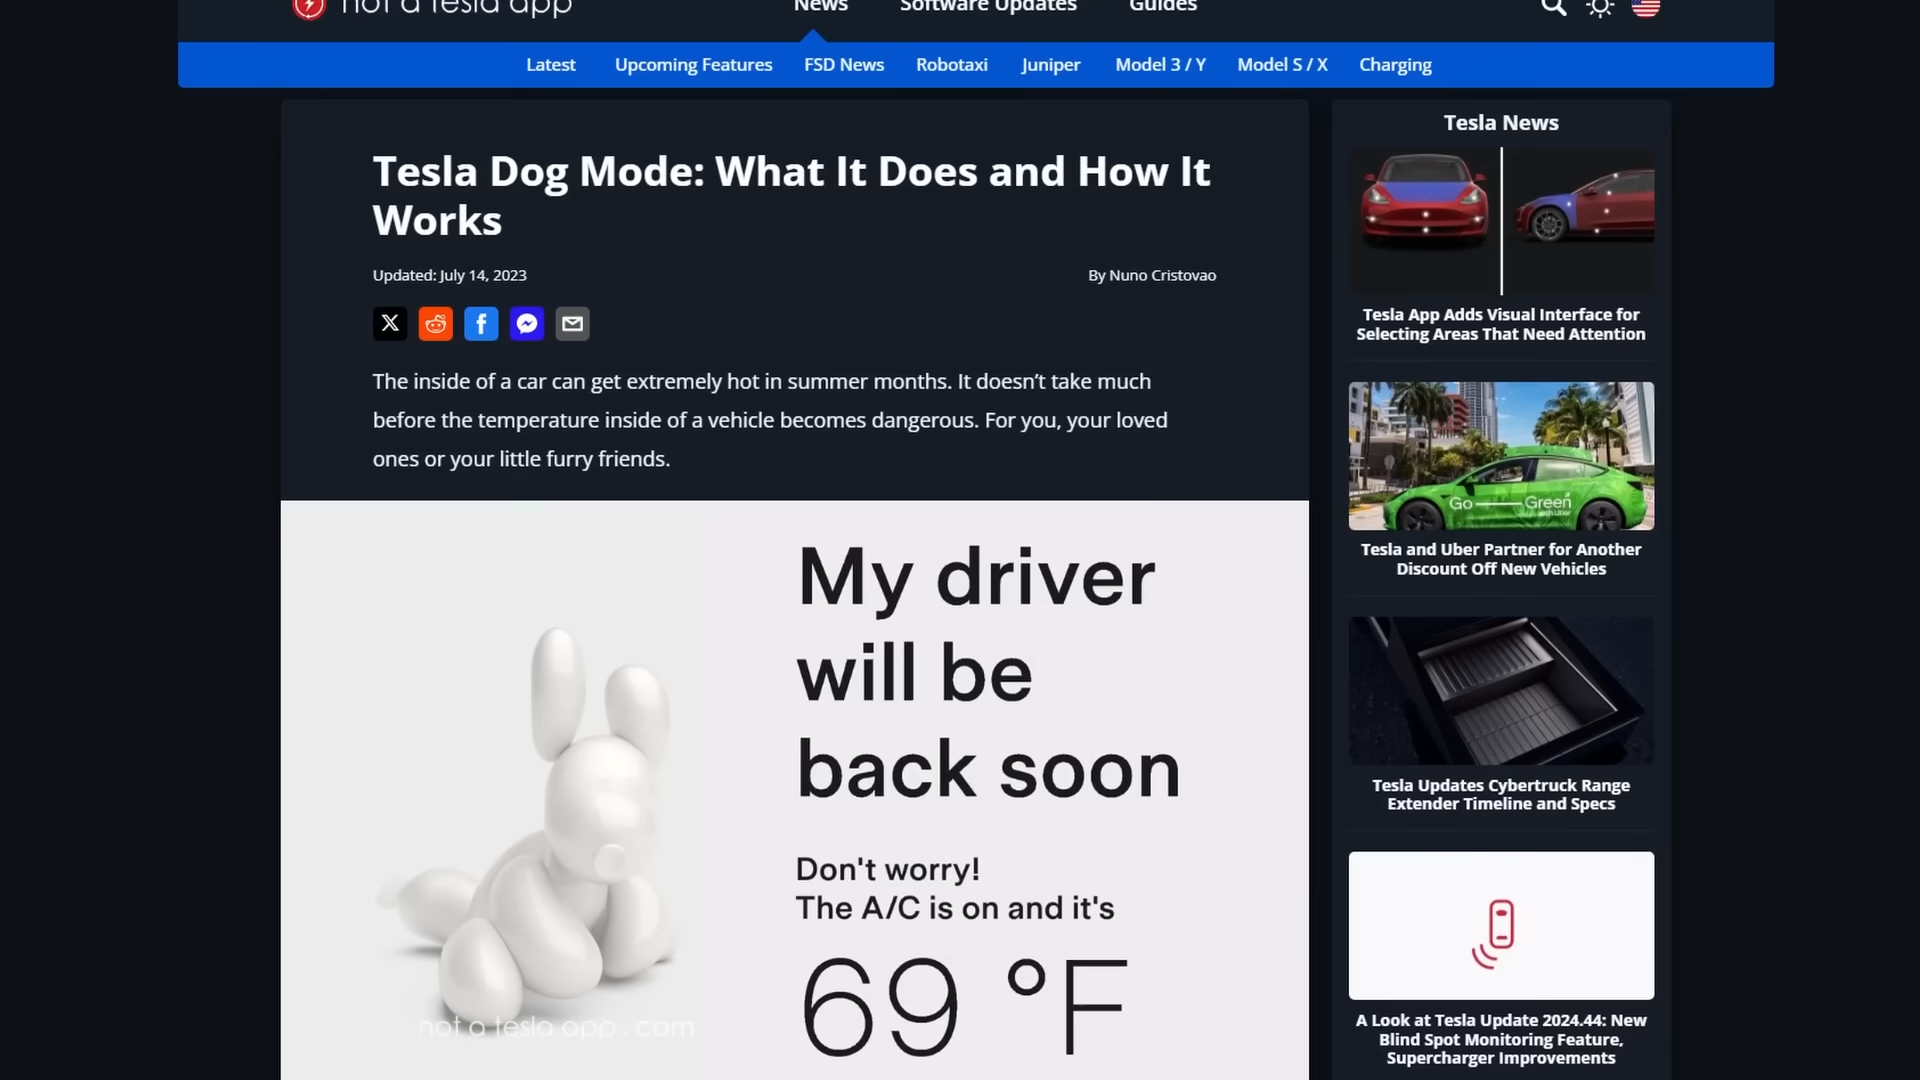 not a tesla app
News
Software Updates
Guides
Latest
Upcoming Features
FSD News
Robotaxi
Juniper
Model 3 / Y
Model S / X
Charging
Tesla Dog Mode: What It Does and How It
Works
Updated: July 14, 2023
By Nuno Cristovao
The inside of a car can get extremely hot in summer months. It doesn’t take much
before the temperature inside of a vehicle becomes dangerous. For you, your loved
ones or your little furry friends.
My driver
will be
back soon
Don't worry!
The A/C is on and it's
69 °F
not a tesla app . com
Tesla News
Tesla App Adds Visual Interface for
Selecting Areas That Need Attention
Go Green
with Uber
Tesla and Uber Partner for Another
Discount Off New Vehicles
Tesla Updates Cybertruck Range
Extender Timeline and Specs
A Look at Tesla Update 2024.44: New
Blind Spot Monitoring Feature,
Supercharger Improvements